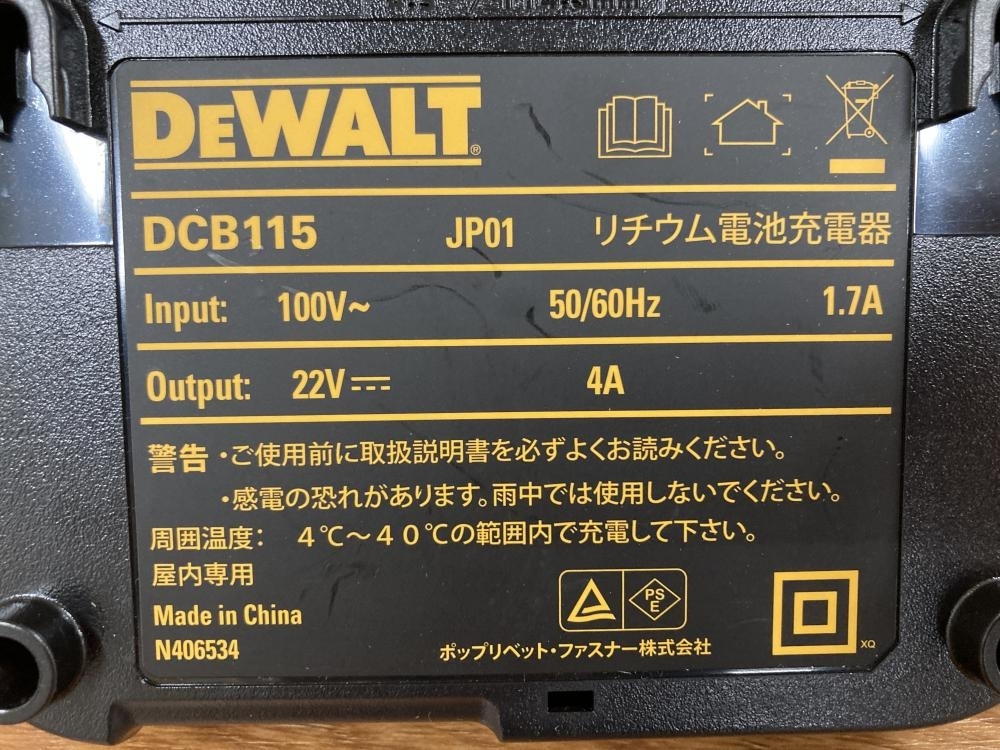 DEWALT®
DCB115 JP01 リチウム電池充電器
Input: 100V~ 50/60Hz 1.7A
Output: 22V⎓ 4A
警告 ・ご使用前に取扱説明書を必ずよくお読みください。
・感電の恐れがあります。雨中では使用しないでください。
周囲温度: 4℃～40℃の範囲内で充電して下さい。
屋内専用
Made in China
PS E
N406534
ポップリベット・ファスナー株式会社
XQ